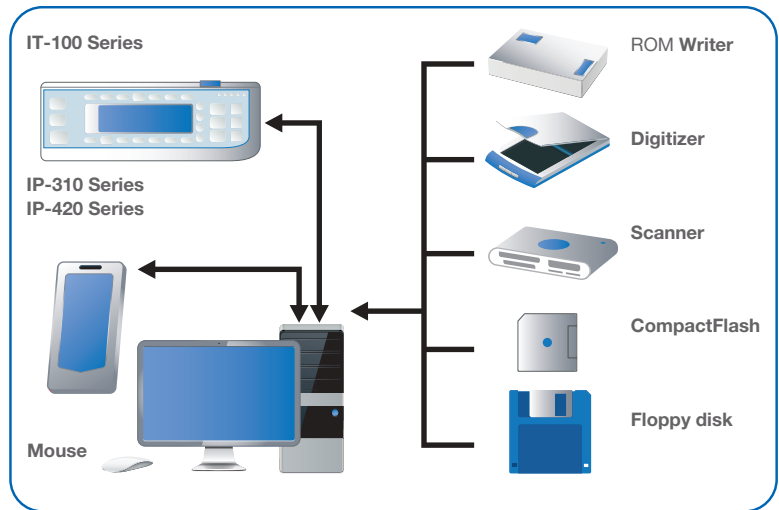 IT-100 Series
IP-310 Series
IP-420 Series
Mouse
ROM Writer
Digitizer
Scanner
CompactFlash
Floppy disk